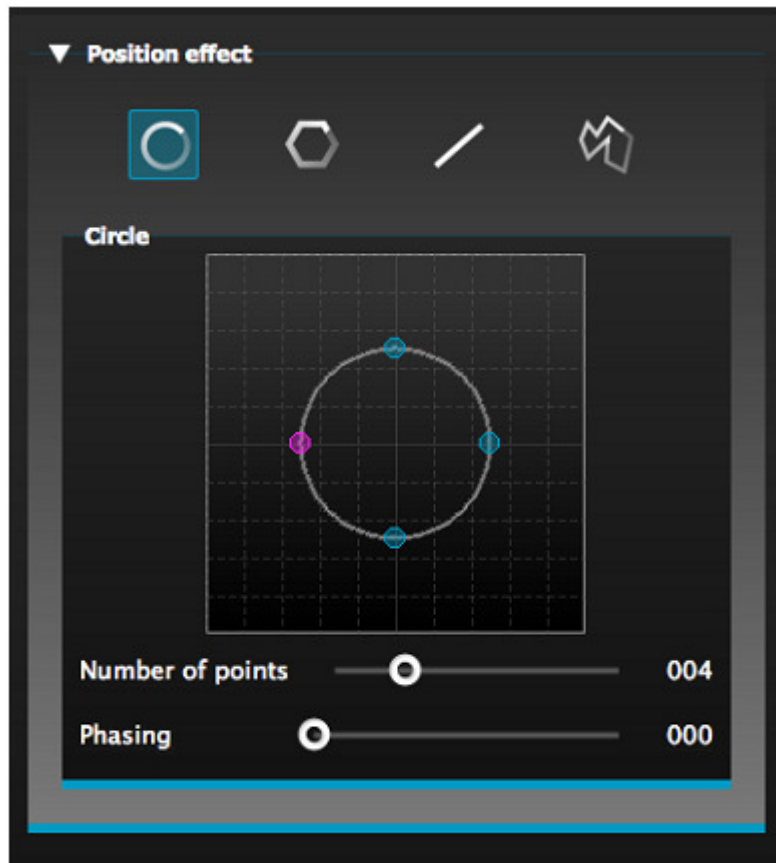 Position effect
Circle
Number of points 004
Phasing 000